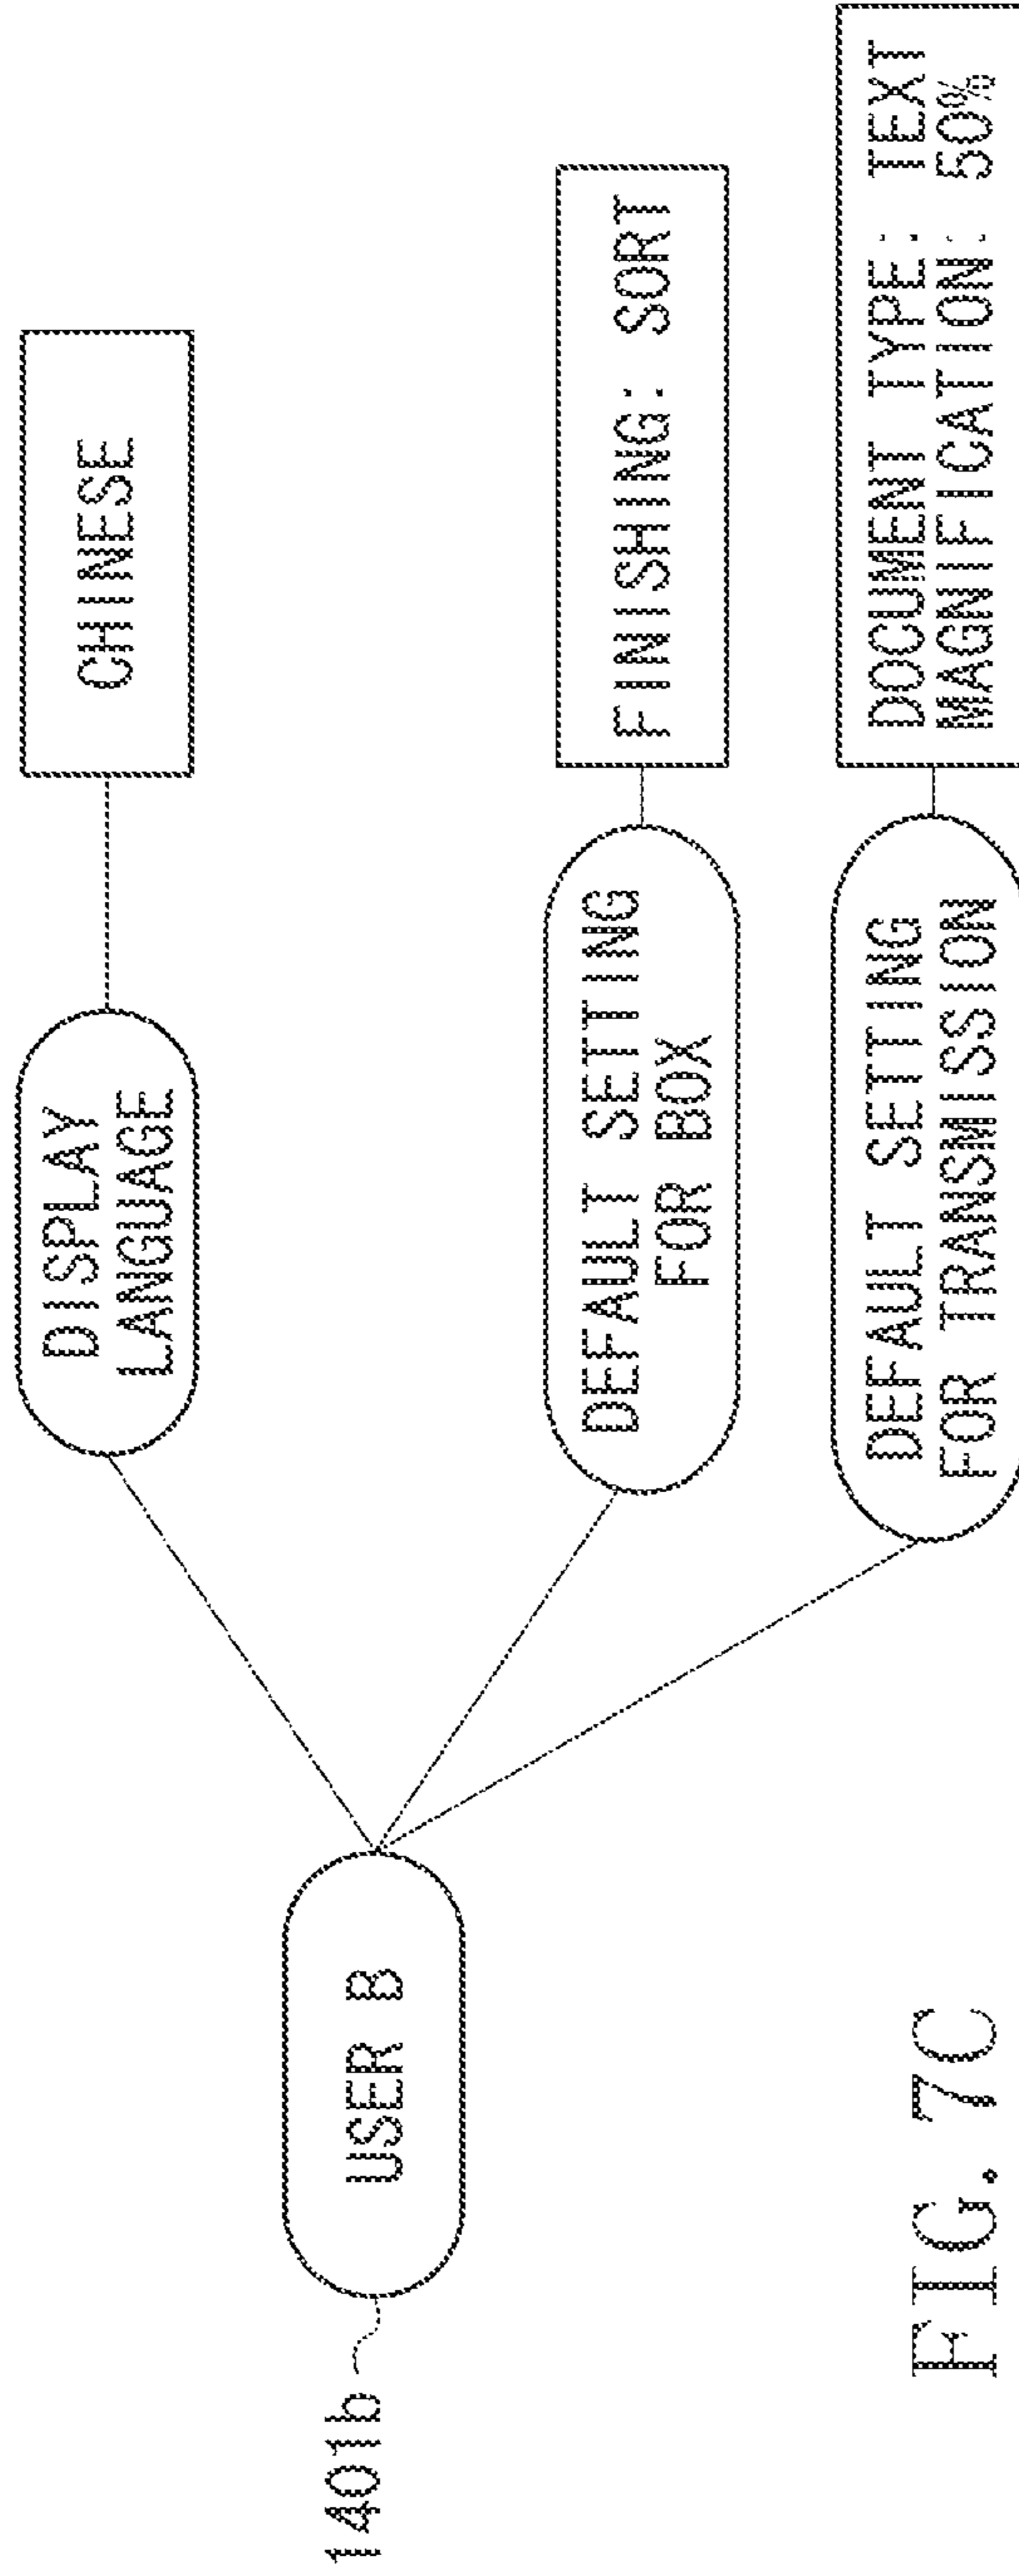 1401b
USER B
DISPLAY
LANGUAGE
CHINESE
DEFAULT SETTING
FOR BOX
FINISHING: SORT
DEFAULT SETTING
FOR TRANSMISSION
DOCUMENT TYPE: TEXT
MAGNIFICATION: 50%
FIG. 7C